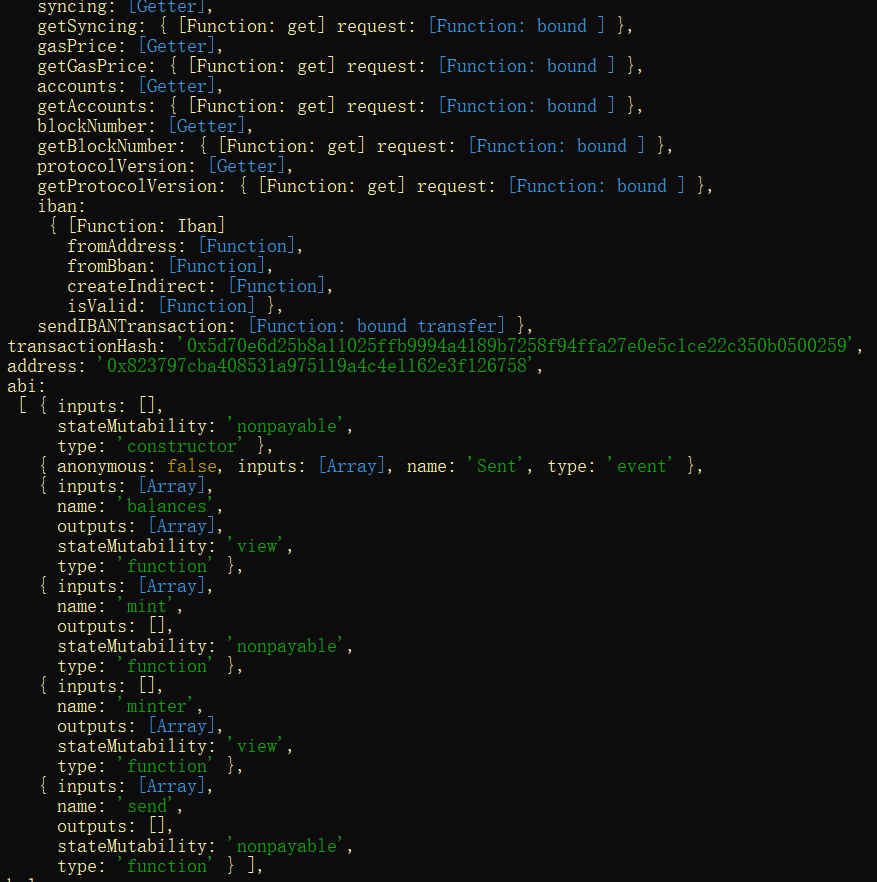 syncing: [Getter],
getSyncing: { [Function: get] request: [Function: bound ] },
gasPrice: [Getter],
getGasPrice: { [Function: get] request: [Function: bound ] },
accounts: [Getter],
getAccounts: { [Function: get] request: [Function: bound ] },
blockNumber: [Getter],
getBlockNumber: { [Function: get] request: [Function: bound ] },
protocolVersion: [Getter],
getProtocolVersion: { [Function: get] request: [Function: bound ] },
iban:
{ [Function: Iban]
fromAddress: [Function],
fromBban: [Function],
createIndirect: [Function],
isValid: [Function] },
sendIBANTransaction: [Function: bound transfer] },
transactionHash: '0x5d70e6d25b8a11025ffb9994a4189b7258f94ffa27e0e5c1ce22c350b0500259',
address: '0x823797cba408531a975119a4c4e1162e3f126758',
abi:
[ { inputs: [],
stateMutability: 'nonpayable',
type: 'constructor' },
{ anonymous: false, inputs: [Array], name: 'Sent', type: 'event' },
{ inputs: [Array],
name: 'balances',
outputs: [Array],
stateMutability: 'view',
type: 'function' },
{ inputs: [Array],
name: 'mint',
outputs: [],
stateMutability: 'nonpayable',
type: 'function' },
{ inputs: [],
name: 'minter',
outputs: [Array],
stateMutability: 'view',
type: 'function' },
{ inputs: [Array],
name: 'send',
outputs: [],
stateMutability: 'nonpayable',
type: 'function' } ],